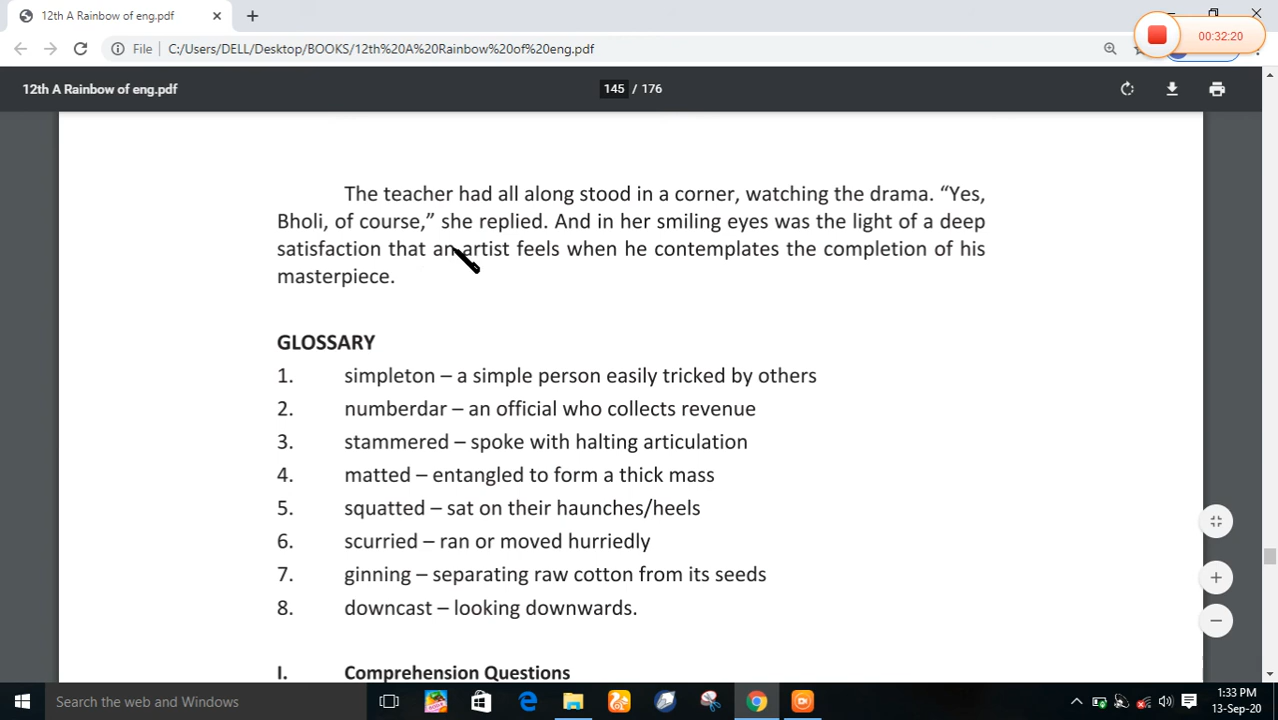 12th A Rainbow of eng.pdf
00:32:20
File
C:/Users/DELL/Desktop/BOOKS/12th%20A%20Rainbow%20of%20eng.pdf
12th A Rainbow of eng.pdf
145 / 176
The teacher had all along stood in a corner, watching the drama. “Yes,
Bholi, of course,” she replied. And in her smiling eyes was the light of a deep
satisfaction that an artist feels when he contemplates the completion of his
masterpiece.
GLOSSARY
1. simpleton – a simple person easily tricked by others
2. numberdar – an official who collects revenue
3. stammered – spoke with halting articulation
4. matted – entangled to form a thick mass
5. squatted – sat on their haunches/heels
6. scurried – ran or moved hurriedly
7. ginning – separating raw cotton from its seeds
8. downcast – looking downwards.
I. Comprehension Questions
Search the web and Windows
1:33 PM
13-Sep-20